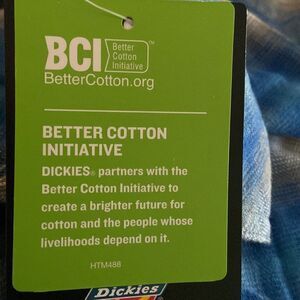 BCI Better
Cotton
Initiative™
BetterCotton.org
BETTER COTTON
INITIATIVE
DICKIES® partners with the
Better Cotton Initiative to
create a brighter future for
cotton and the people whose
livelihoods depend on it.
HTM488
Dickies